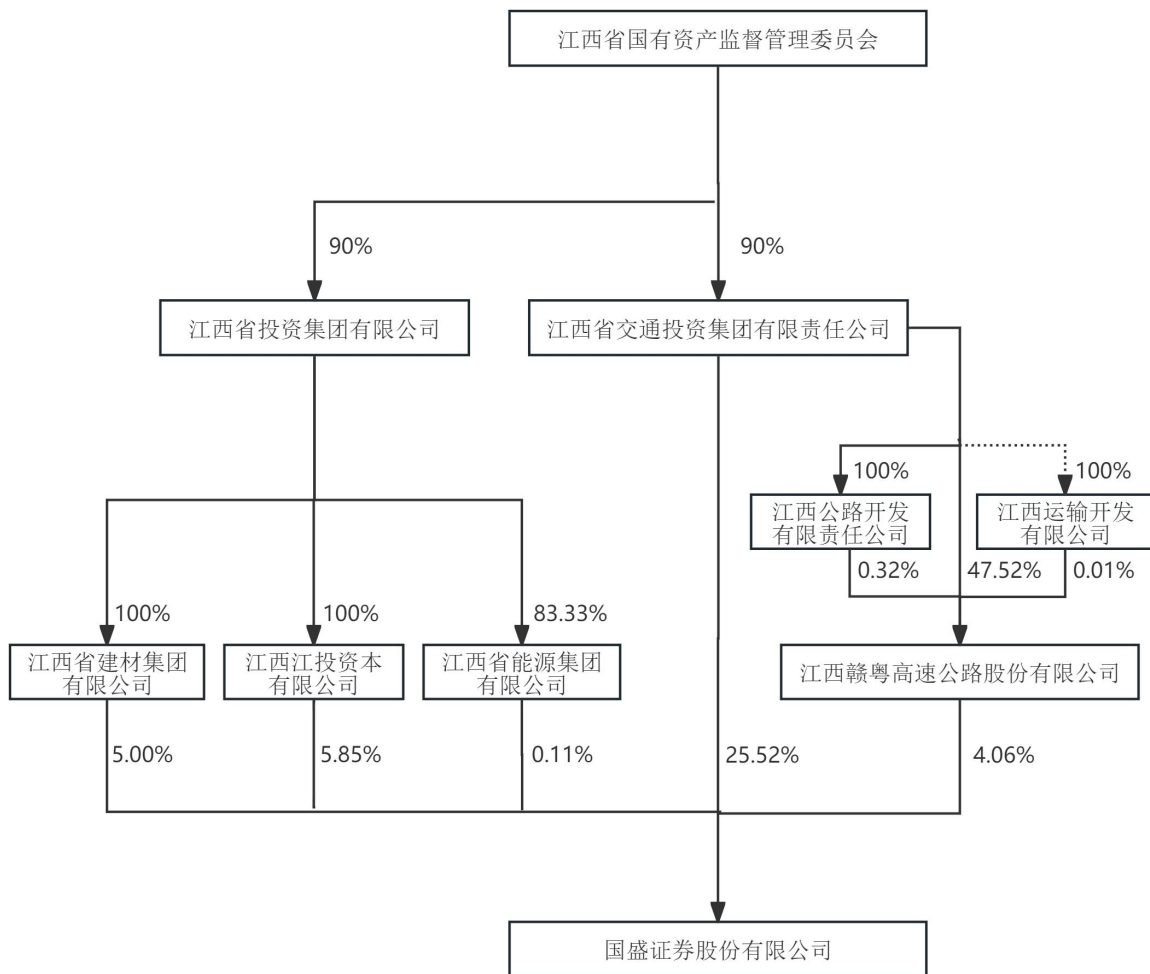 江西省国有资产监督管理委员会
90%
90%
江西省投资集团有限公司
江西省交通投资集团有限责任公司
100%
100%
江西公路开发
有限责任公司
江西运输开发
有限公司
0.32%
47.52%
0.01%
100%
100%
83.33%
江西省建材集团
有限公司
江西江投资本
有限公司
江西省能源集团
有限公司
江西赣粤高速公路股份有限公司
5.00%
5.85%
0.11%
25.52%
4.06%
国盛证券股份有限公司